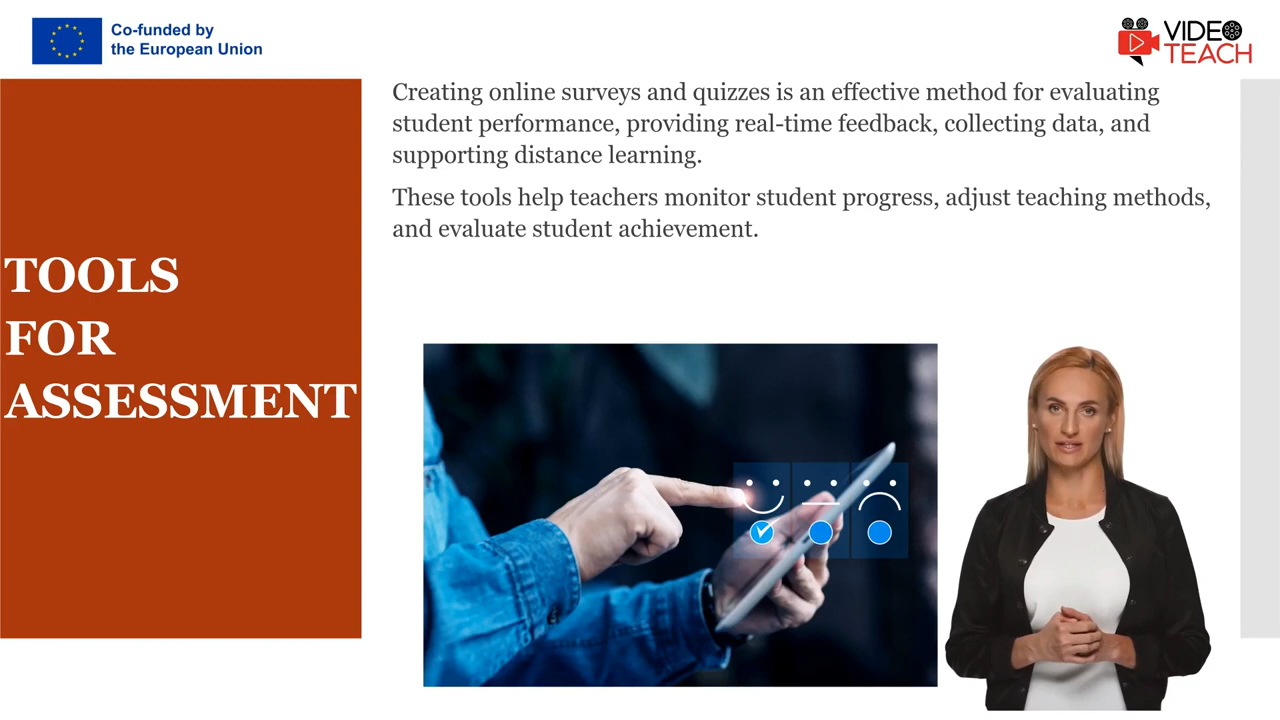 Co-funded by
the European Union
VIDEO
TEACH
TOOLS
FOR
ASSESSMENT
Creating online surveys and quizzes is an effective method for evaluating
student performance, providing real-time feedback, collecting data, and
supporting distance learning.
These tools help teachers monitor student progress, adjust teaching methods,
and evaluate student achievement.